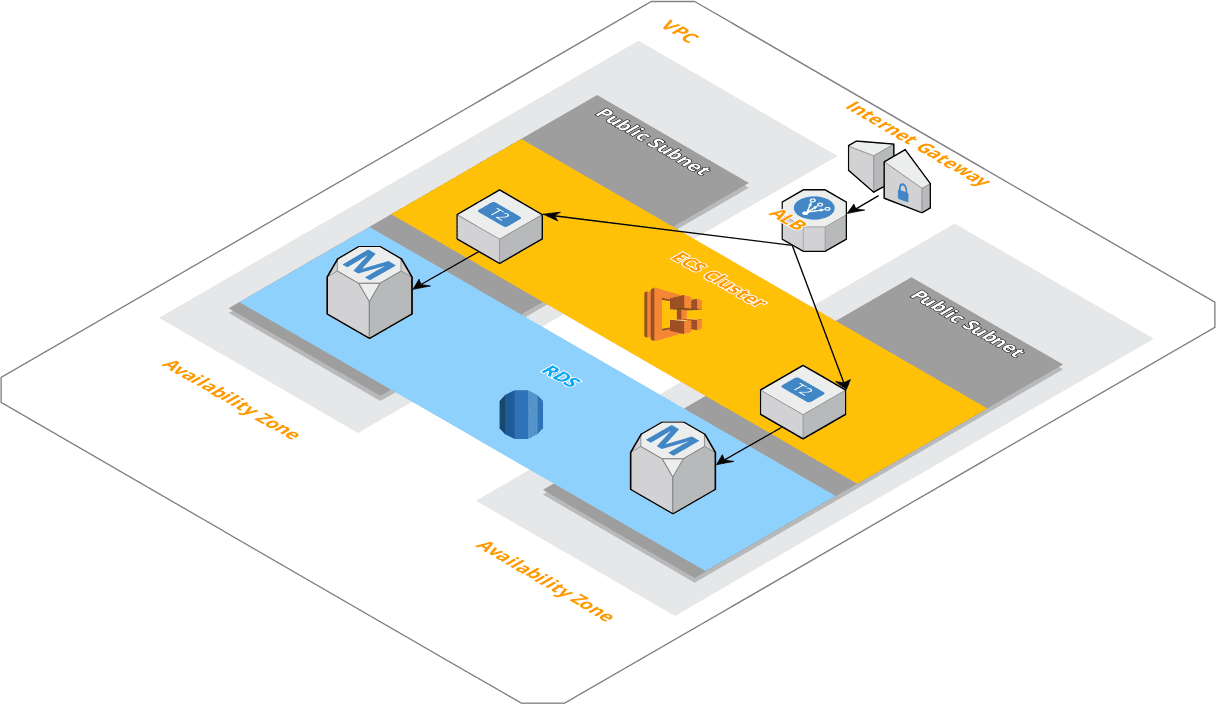 VPC
Internet Gateway
Public Subnet
ALB
T2
ECS Cluster
M
Public Subnet
RDS
T2
Availability Zone
M
Availability Zone